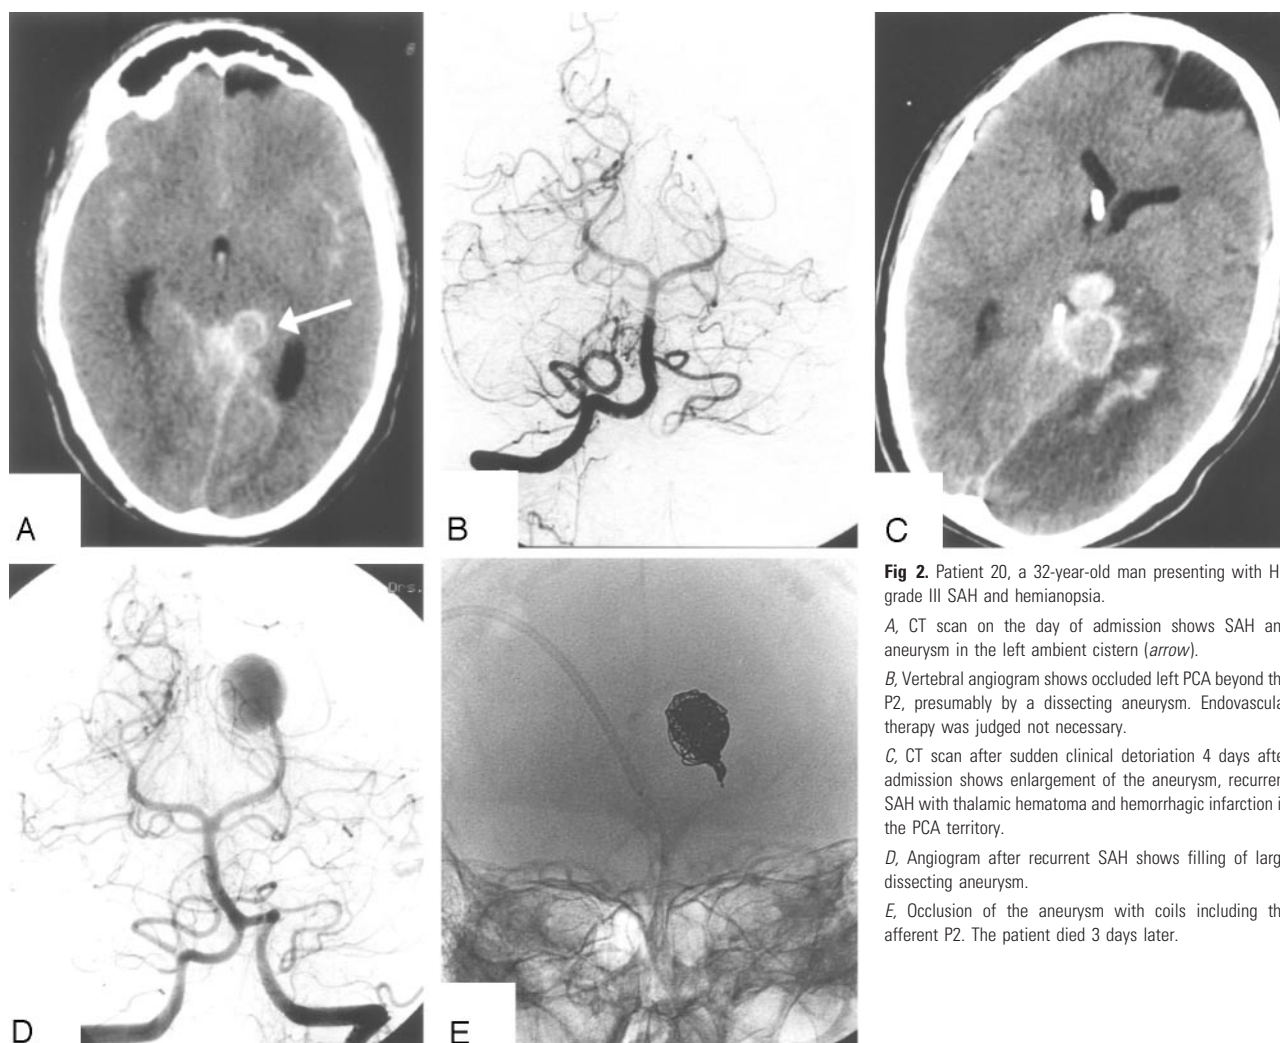 A
B
C
Drs.
D
E
Fig 2. Patient 20, a 32-year-old man presenting with H
grade III SAH and hemianopsia.
A, CT scan on the day of admission shows SAH an
aneurysm in the left ambient cistern (arrow).
B, Vertebral angiogram shows occluded left PCA beyond th
P2, presumably by a dissecting aneurysm. Endovascula
therapy was judged not necessary.
C, CT scan after sudden clinical detoriation 4 days afte
admission shows enlargement of the aneurysm, recurren
SAH with thalamic hematoma and hemorrhagic infarction i
the PCA territory.
D, Angiogram after recurrent SAH shows filling of larg
dissecting aneurysm.
E, Occlusion of the aneurysm with coils including th
afferent P2. The patient died 3 days later.